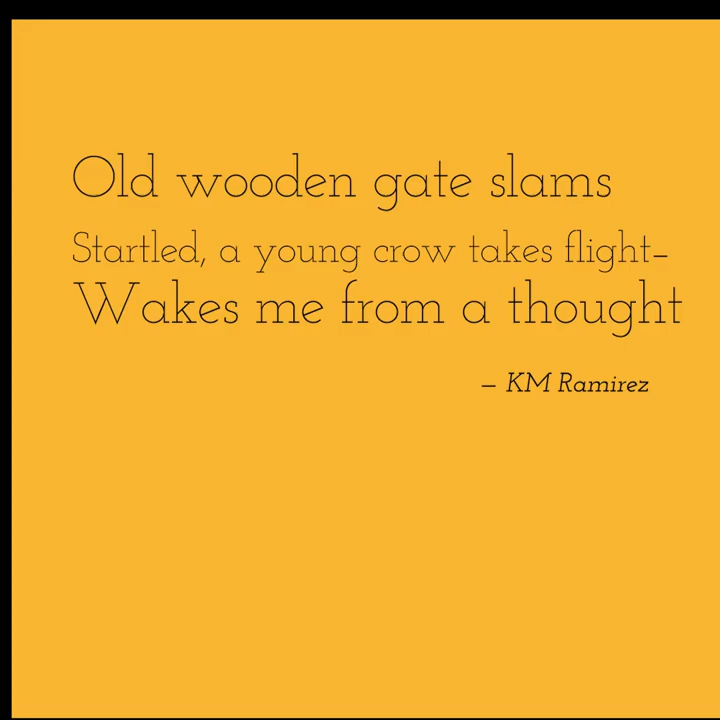 Old wooden gate slams
Startled, a young crow takes flight–
Wakes me from a thought
– KM Ramirez